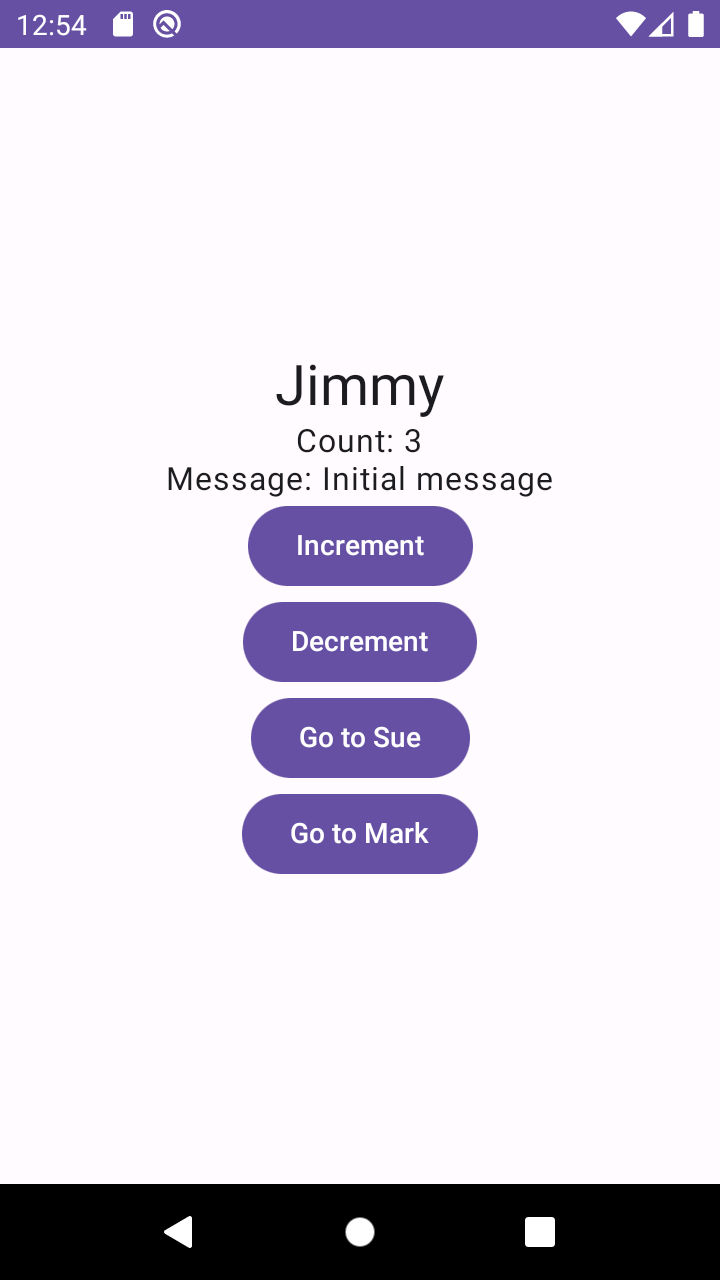 12:54
Jimmy
Count: 3
Message: Initial message
Increment
Decrement
Go to Sue
Go to Mark